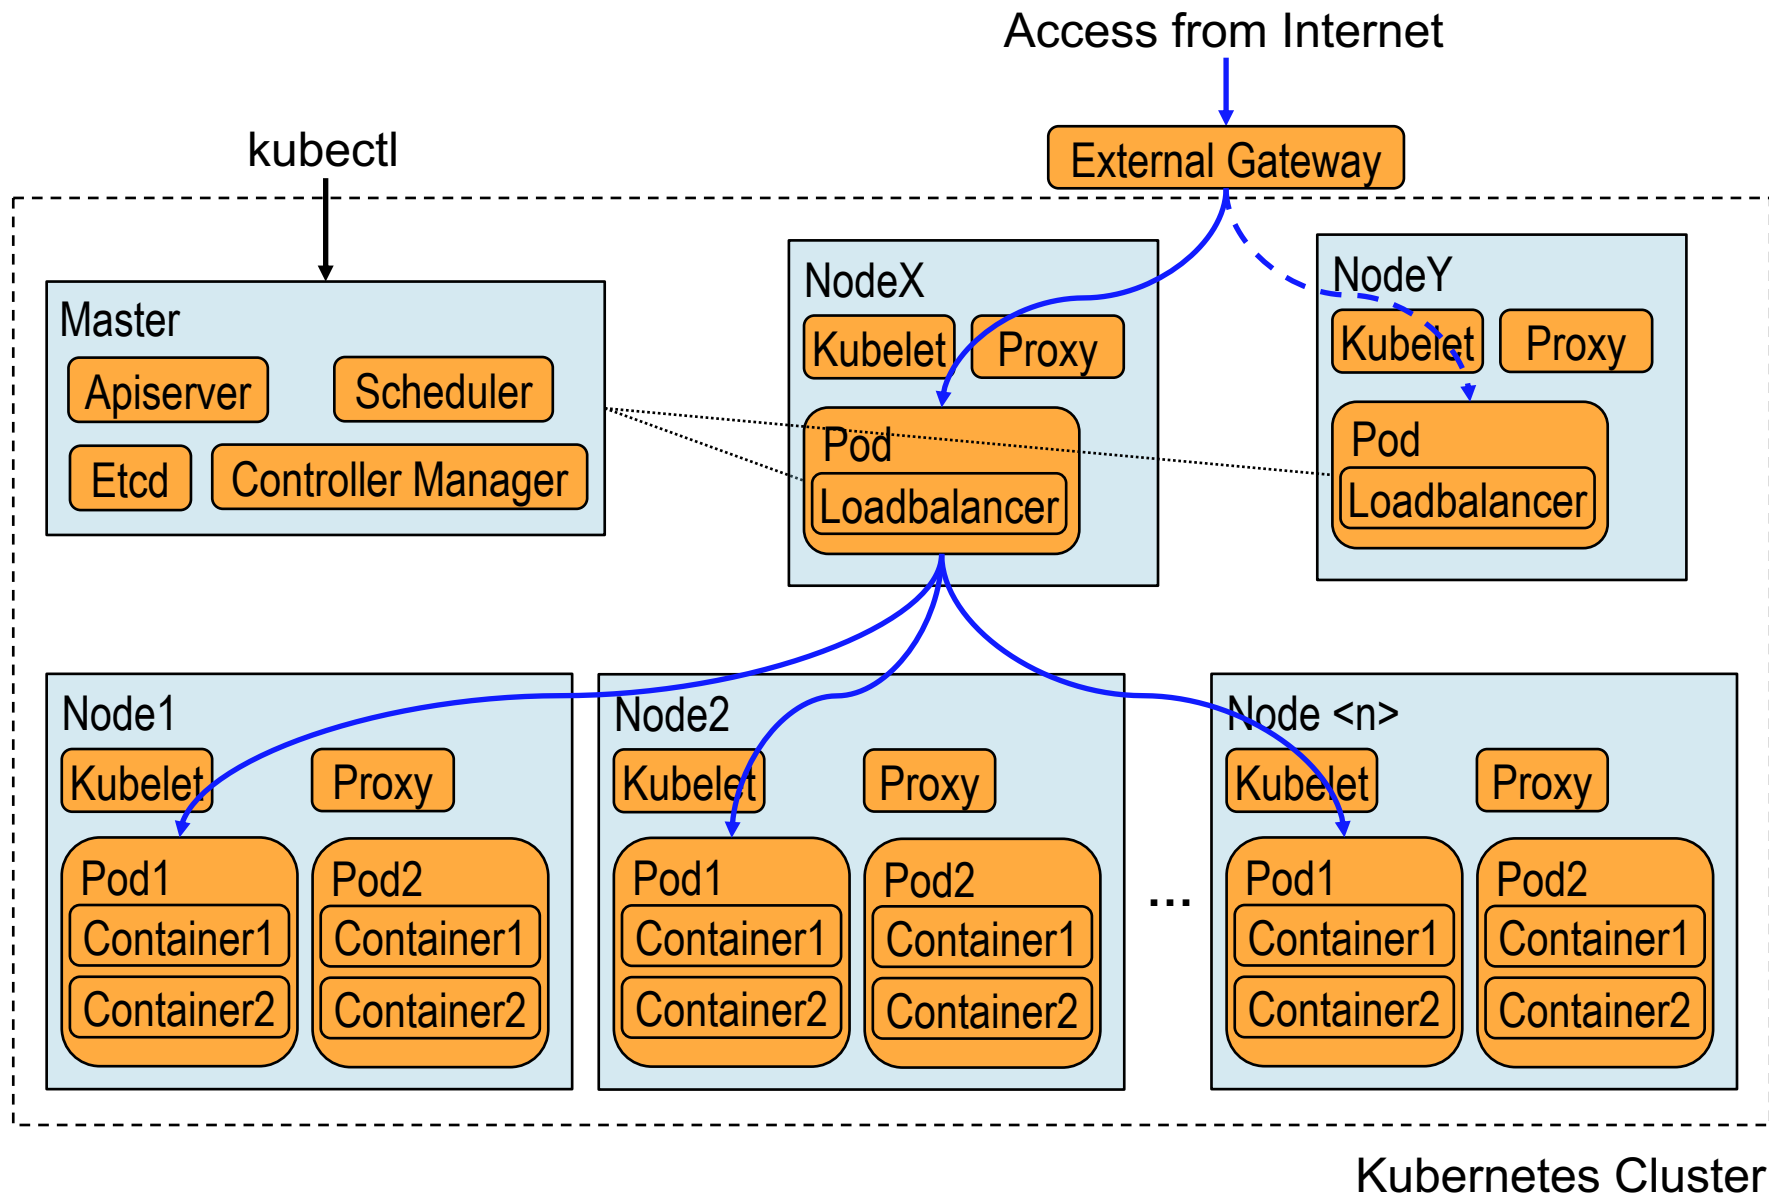 Access from Internet
External Gateway
kubectl
Master
Apiserver
Scheduler
Etcd
Controller Manager
NodeX
Kubelet
Proxy
Pod
Loadbalancer
NodeY
Kubelet
Proxy
Pod
Loadbalancer
Node1
Kubelet
Proxy
Pod1
Container1
Container2
Pod2
Container1
Container2
Node2
Kubelet
Proxy
Pod1
Container1
Container2
Pod2
Container1
Container2
...
Node <n>
Kubelet
Proxy
Pod1
Container1
Container2
Pod2
Container1
Container2
Kubernetes Cluster